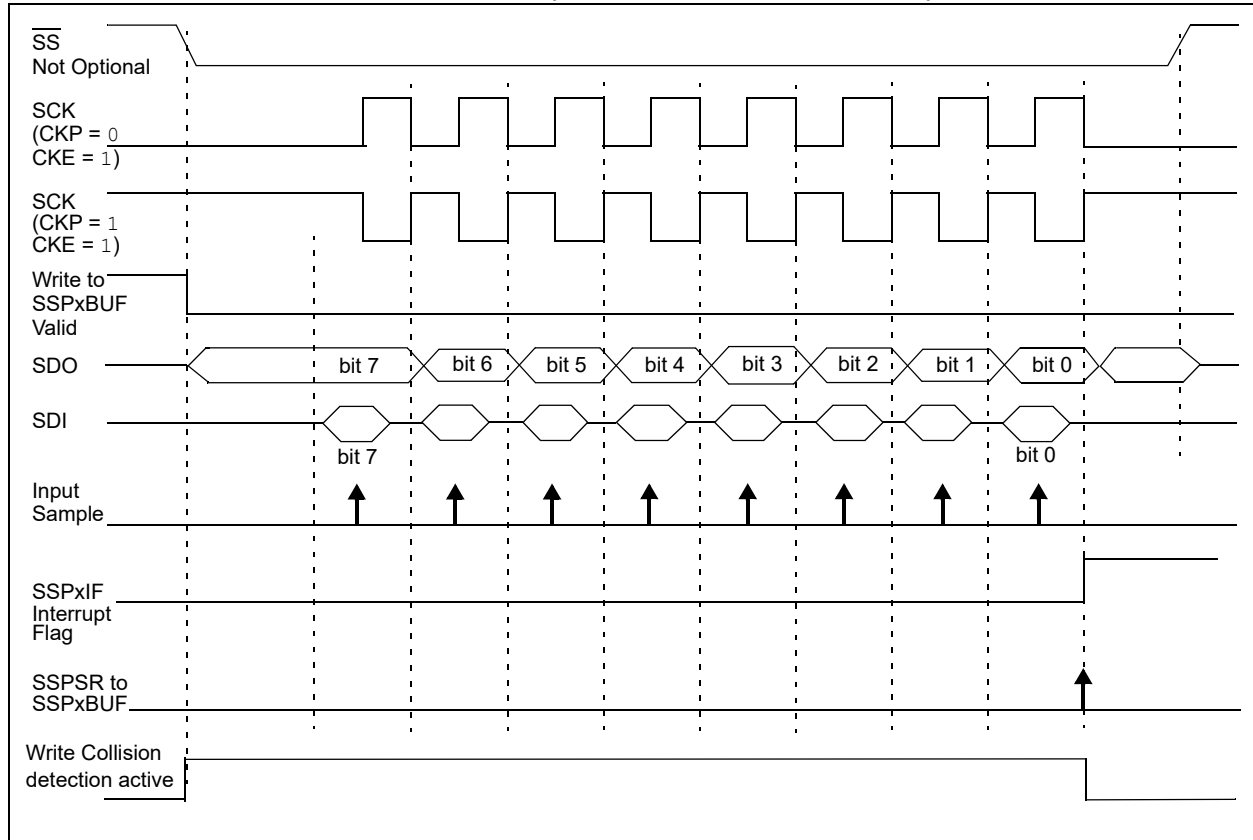 SS
Not Optional
SCK
(CKP = 0
CKE = 1)
SCK
(CKP = 1
CKE = 1)
Write to
SSPxBUF
Valid
SDO
bit 7 bit 6 bit 5 bit 4 bit 3 bit 2 bit 1 bit 0
SDI
bit 7 bit 0
Input
Sample
SSPxIF
Interrupt
Flag
SSPSR to
SSPxBUF
Write Collision
detection active